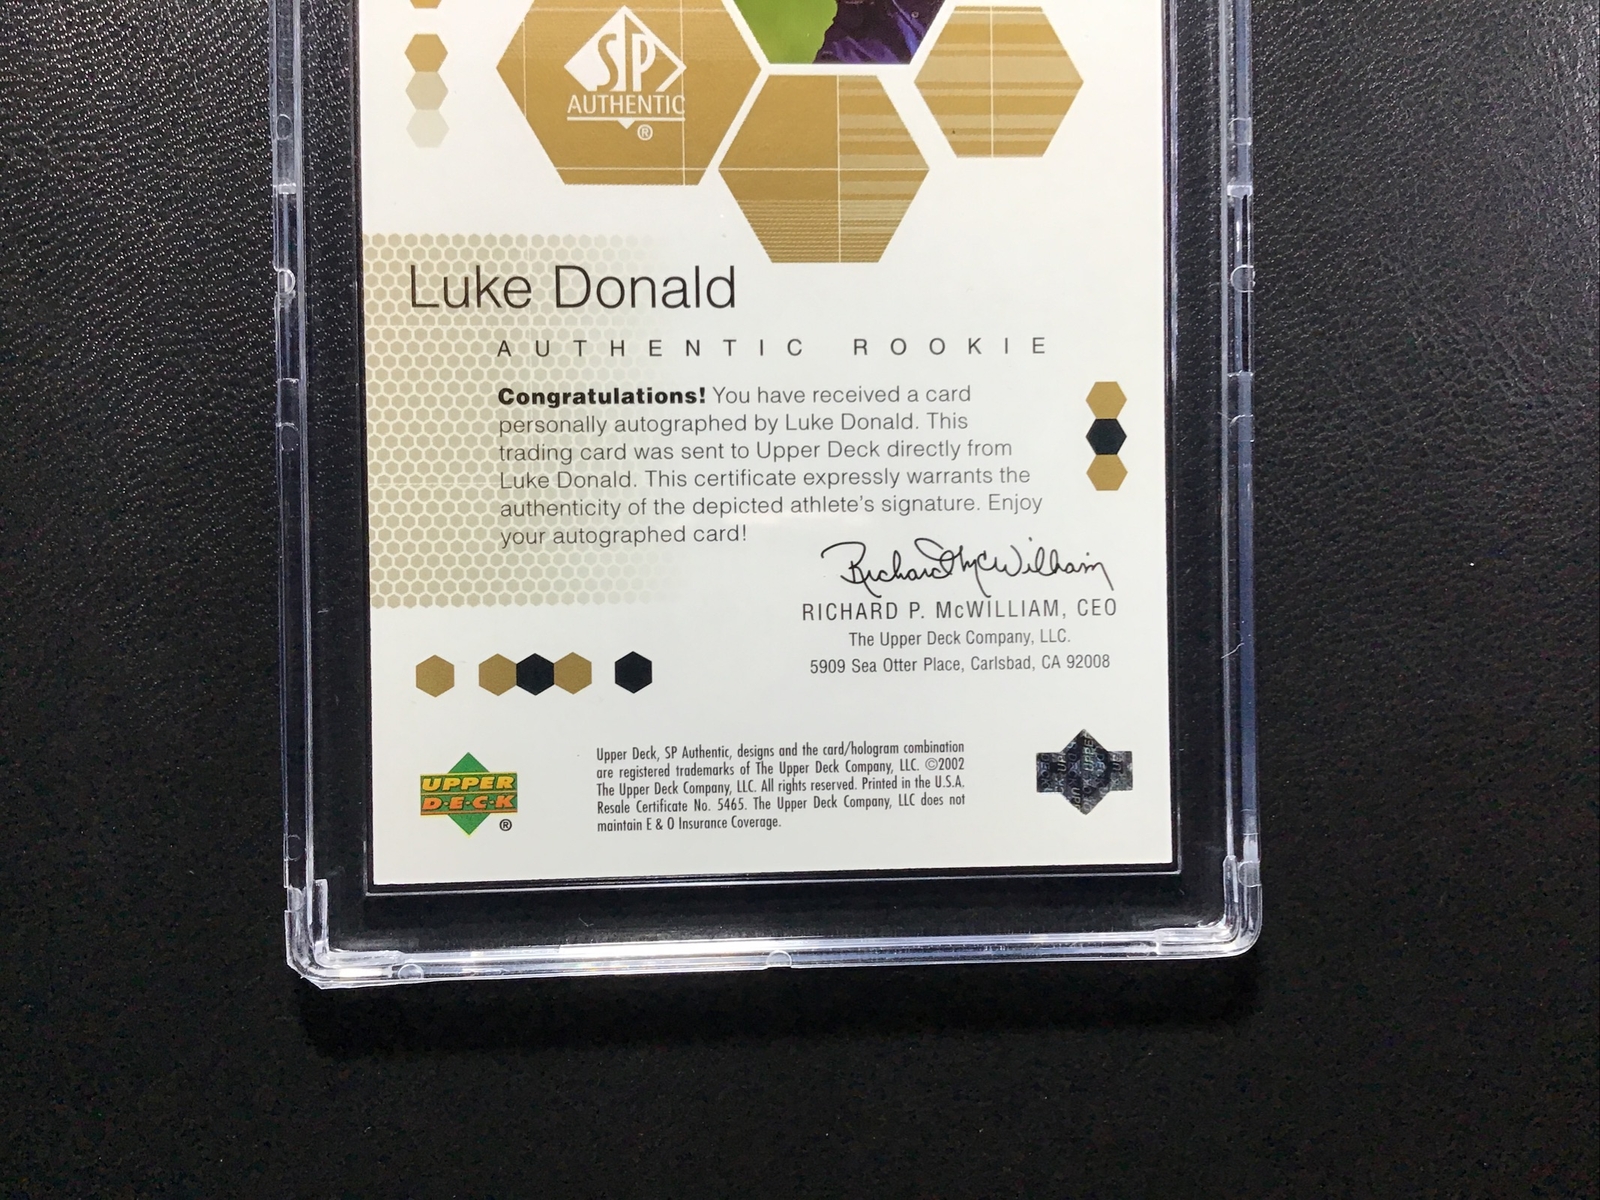 SP
AUTHENTIC
®
Luke Donald
AUTHENTIC ROOKIE
Congratulations! You have received a card
personally autographed by Luke Donald. This
trading card was sent to Upper Deck directly from
Luke Donald. This certificate expressly warrants the
authenticity of the depicted athlete's signature. Enjoy
your autographed card!
Richard McWilliam
RICHARD P. McWILLIAM, CEO
The Upper Deck Company, LLC.
5909 Sea Otter Place, Carlsbad, CA 92008
UPPER
D·E·C·K
®
Upper Deck, SP Authentic, designs and the card/hologram combination
are registered trademarks of The Upper Deck Company, LLC. ©2002
The Upper Deck Company, LLC. All rights reserved. Printed in the U.S.A.
Resale Certificate No. 5465. The Upper Deck Company, LLC does not
maintain E & O Insurance Coverage.